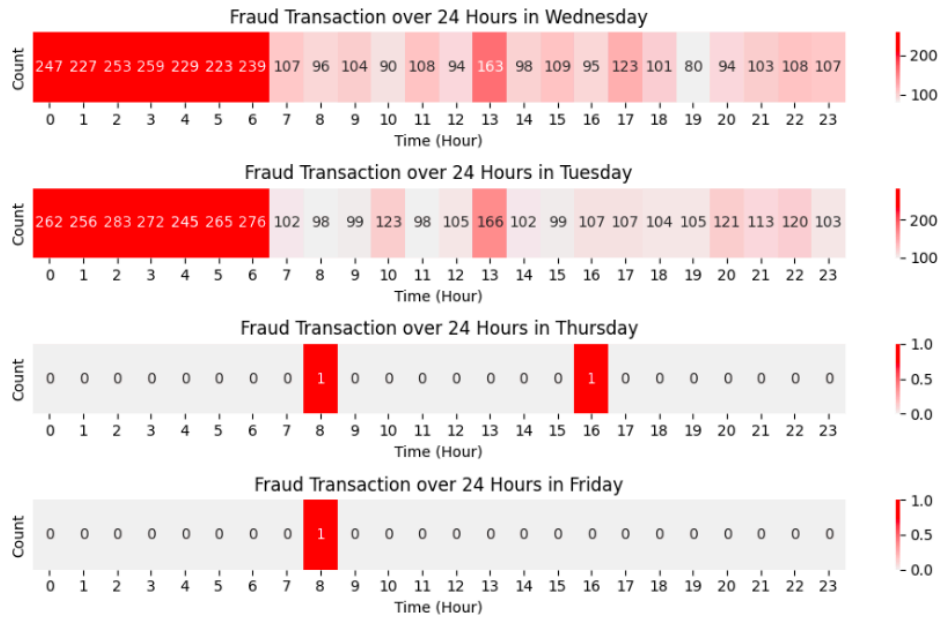 Fraud Transaction over 24 Hours in Wednesday
Count
247 227 253 259 229 223 239 107 96 104 90 108 94 163 98 109 95 123 101 80 94 103 108 107
0 1 2 3 4 5 6 7 8 9 10 11 12 13 14 15 16 17 18 19 20 21 22 23
Time (Hour)
200
100
Fraud Transaction over 24 Hours in Tuesday
Count
262 256 283 272 245 265 276 102 98 99 123 98 105 166 102 99 107 107 104 105 121 113 120 103
0 1 2 3 4 5 6 7 8 9 10 11 12 13 14 15 16 17 18 19 20 21 22 23
Time (Hour)
200
100
Fraud Transaction over 24 Hours in Thursday
Count
0 0 0 0 0 0 0 0 1 0 0 0 0 0 0 0 1 0 0 0 0 0 0 0
0 1 2 3 4 5 6 7 8 9 10 11 12 13 14 15 16 17 18 19 20 21 22 23
Time (Hour)
1.0
0.5
0.0
Fraud Transaction over 24 Hours in Friday
Count
0 0 0 0 0 0 0 0 1 0 0 0 0 0 0 0 0 0 0 0 0 0 0 0
0 1 2 3 4 5 6 7 8 9 10 11 12 13 14 15 16 17 18 19 20 21 22 23
Time (Hour)
1.0
0.5
0.0